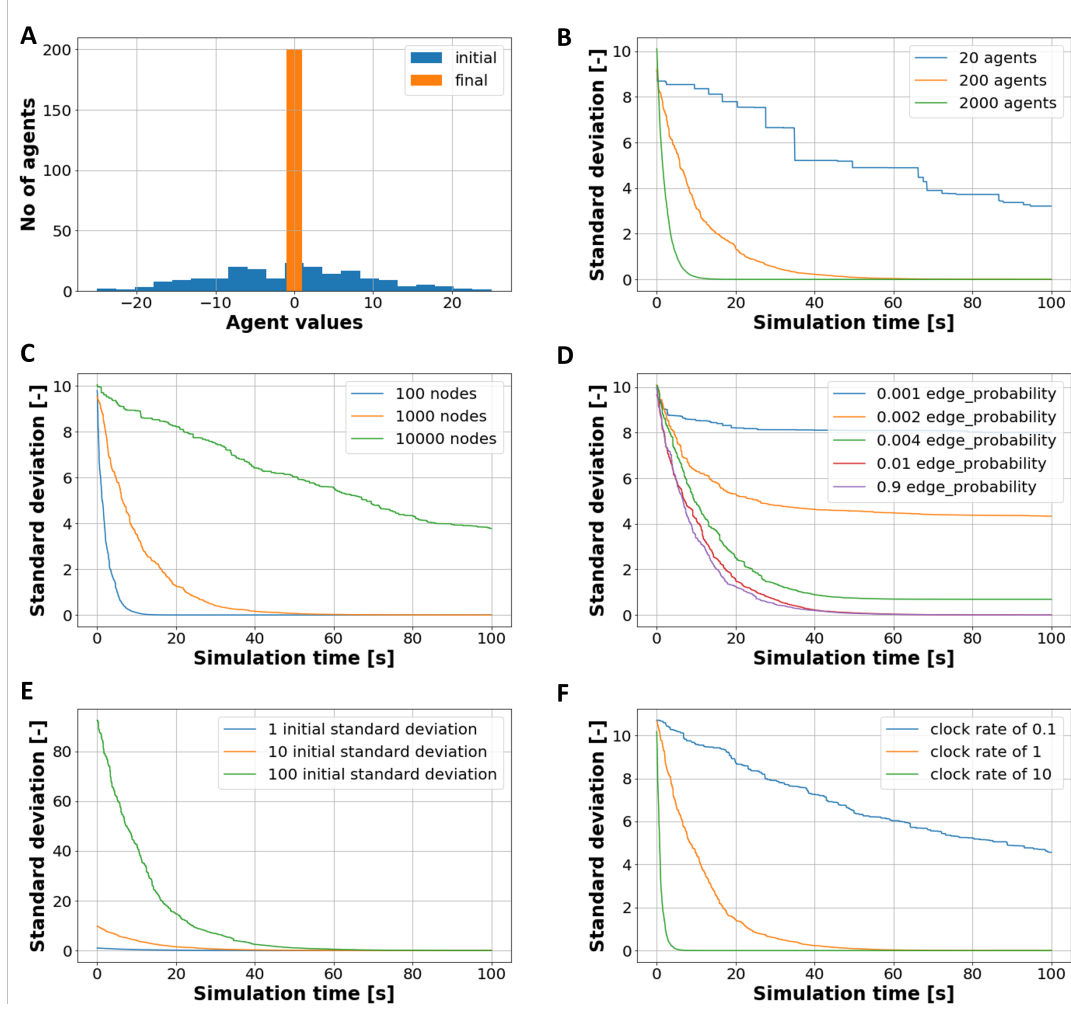 A
200
150
100
50
0
No of agents
initial
final
−20
−10
0
10
20
Agent values
B
10
8
6
4
2
0
Standard deviation [-]
20 agents
200 agents
2000 agents
0
20
40
60
80
100
Simulation time [s]
C
10
8
6
4
2
0
Standard deviation [-]
100 nodes
1000 nodes
10000 nodes
0
20
40
60
80
100
Simulation time [s]
D
10
8
6
4
2
0
Standard deviation [-]
0.001 edge_probability
0.002 edge_probability
0.004 edge_probability
0.01 edge_probability
0.9 edge_probability
0
20
40
60
80
100
Simulation time [s]
E
80
60
40
20
0
Standard deviation [-]
1 initial standard deviation
10 initial standard deviation
100 initial standard deviation
0
20
40
60
80
100
Simulation time [s]
F
10
8
6
4
2
0
Standard deviation [-]
clock rate of 0.1
clock rate of 1
clock rate of 10
0
20
40
60
80
100
Simulation time [s]